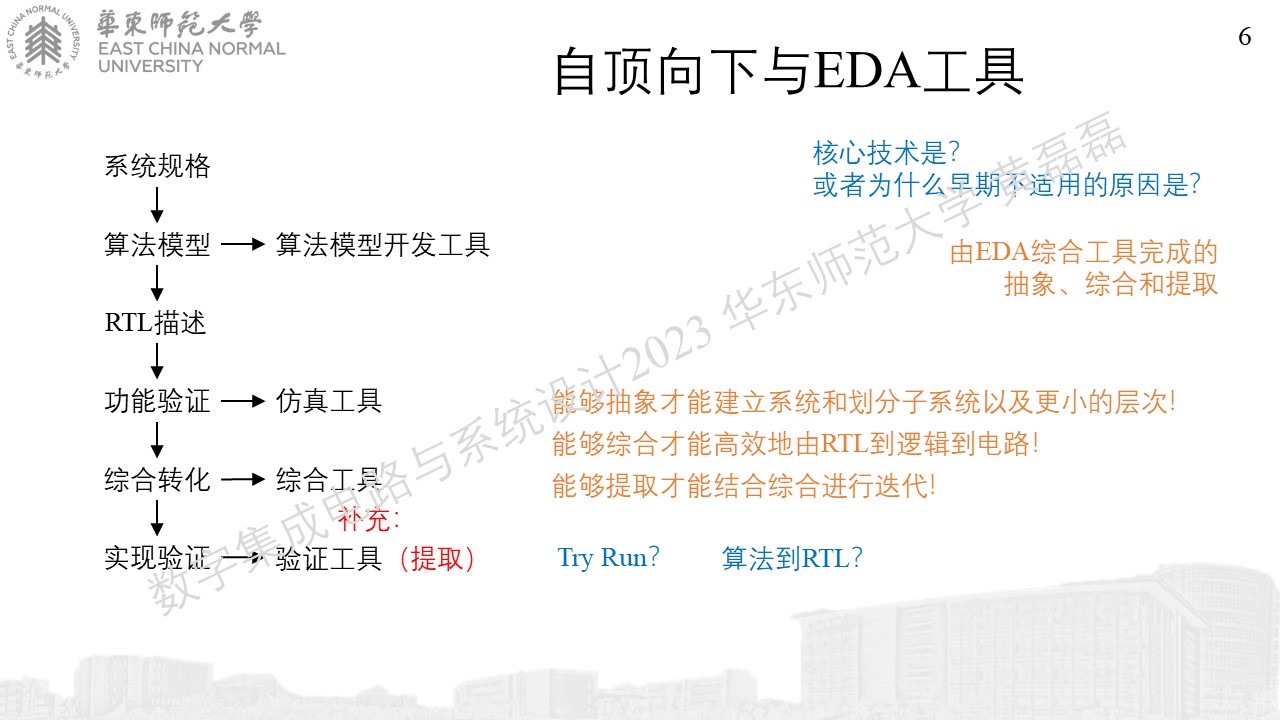 華東師範大學
EAST CHINA NORMAL
UNIVERSITY
EAST CHINA NORMAL UNIVERSITY
華東师范大学
6
自顶向下与EDA工具
核心技术是？
或者为什么早期不适用的原因是？
系统规格
算法模型
算法模型开发工具
由EDA综合工具完成的
抽象、综合和提取
RTL描述
功能验证
仿真工具
能够抽象才能建立系统和划分子系统以及更小的层次！
能够综合才能高效地由RTL到逻辑到电路！
综合转化
综合工具
能够提取才能结合综合进行迭代！
补充：
实现验证
验证工具（提取）
Try Run？
算法到RTL？
数字集成电路与系统设计2023 华东师范大学 黄磊磊